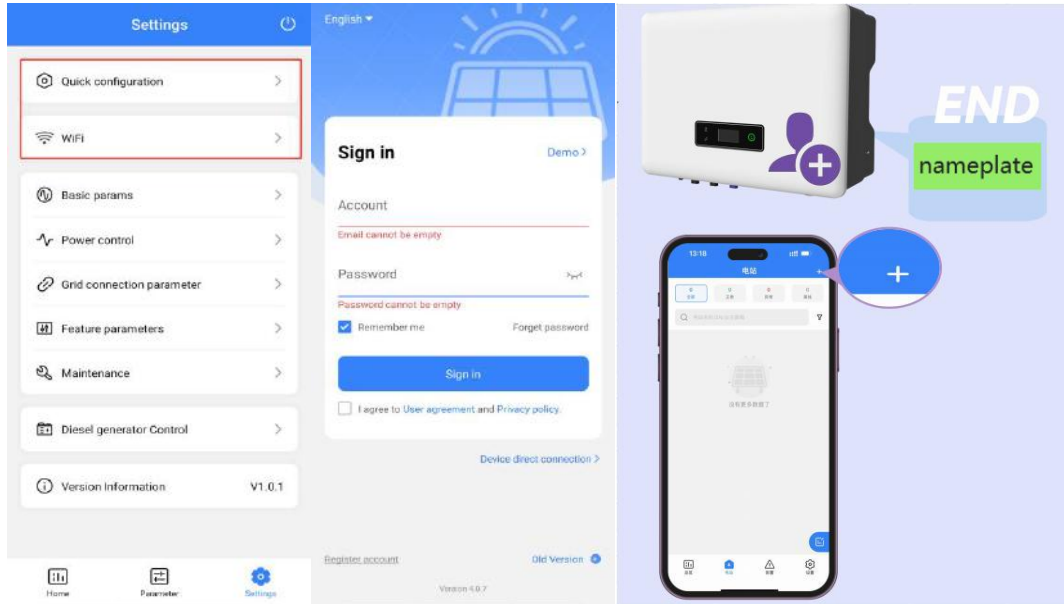 Settings
Quick configuration
WiFi
Basic params
Power control
Grid connection parameter
Feature parameters
Maintenance
Diesel generator Control
Version Information V1.0.1
Home Parameter Settings
English
Sign in Demo
Account
Email cannot be empty
Password
Password cannot be empty
Remember me Forget password
Sign in
I agree to User agreement and Privacy policy.
Device direct connection
Register account Old Version
Version 4.0.7
END
nameplate
13:18
电站